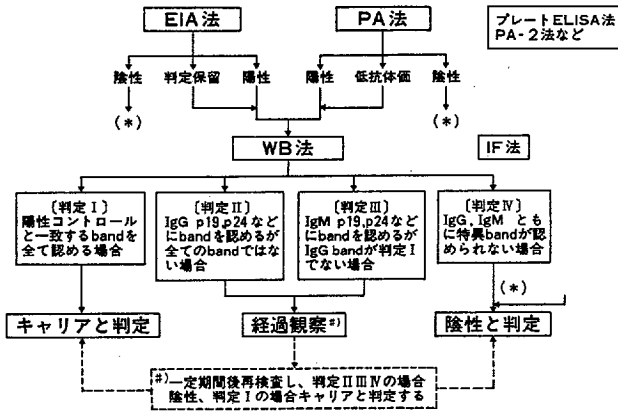 EIA法
PA法
プレートELISA法
PA-2法など
陰性 判定保留 陽性
陽性 低抗体価 陰性
(*)
(*)
WB法
IF法
〔判定Ⅰ〕
陽性コントロール
と一致するbandを
全て認める場合
〔判定Ⅱ〕
IgG p19,p24など
にbandを認めるが
全てのbandではな
い場合
〔判定Ⅲ〕
IgM p19,p24などに
bandを認めるが
IgG bandが判定Ⅰ
でない場合
〔判定Ⅳ〕
IgG,IgM とも
に特異bandが認
められない場合
(*)
キャリアと判定
経過観察#)
陰性と判定
#)一定期間後再検査し、判定ⅡⅢⅣの場合
陰性、判定Ⅰの場合キャリアと判定する